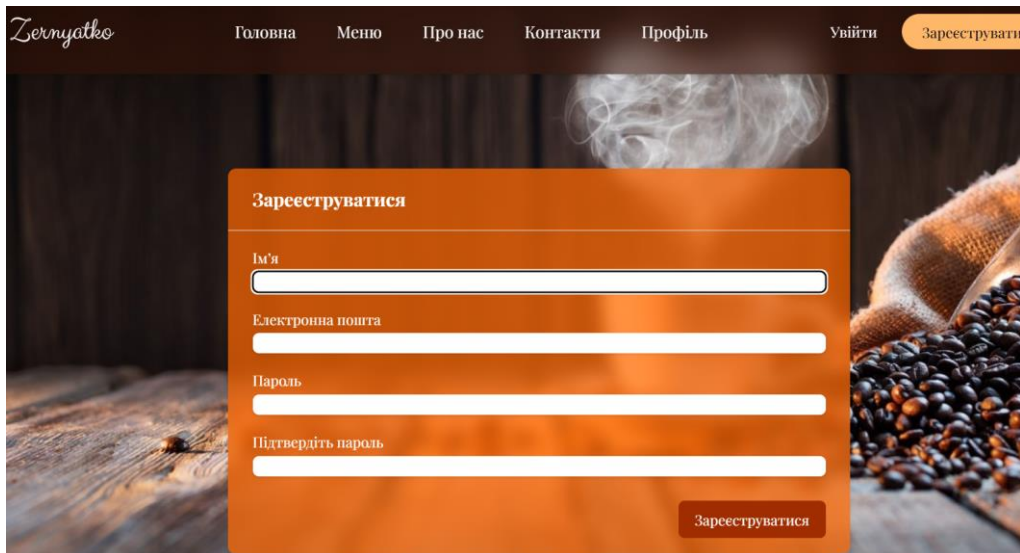 Zernyatko Головна Меню Про нас Контакти Профіль Увійти Зареєструвати
Зареєструватися
Ім'я
Електронна пошта
Пароль
Підтвердіть пароль
Зареєструватися